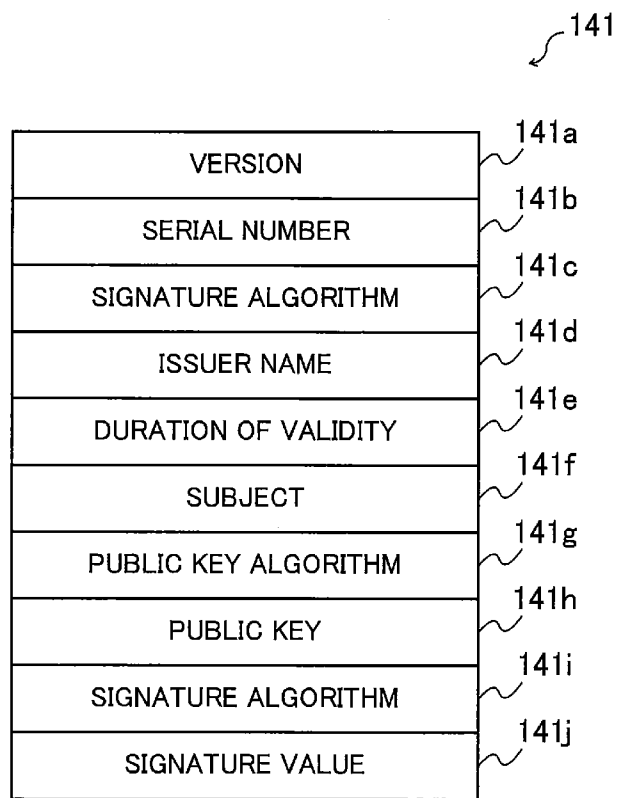 141
141a
VERSION
141b
SERIAL NUMBER
141c
SIGNATURE ALGORITHM
141d
ISSUER NAME
141e
DURATION OF VALIDITY
141f
SUBJECT
141g
PUBLIC KEY ALGORITHM
141h
PUBLIC KEY
141i
SIGNATURE ALGORITHM
141j
SIGNATURE VALUE